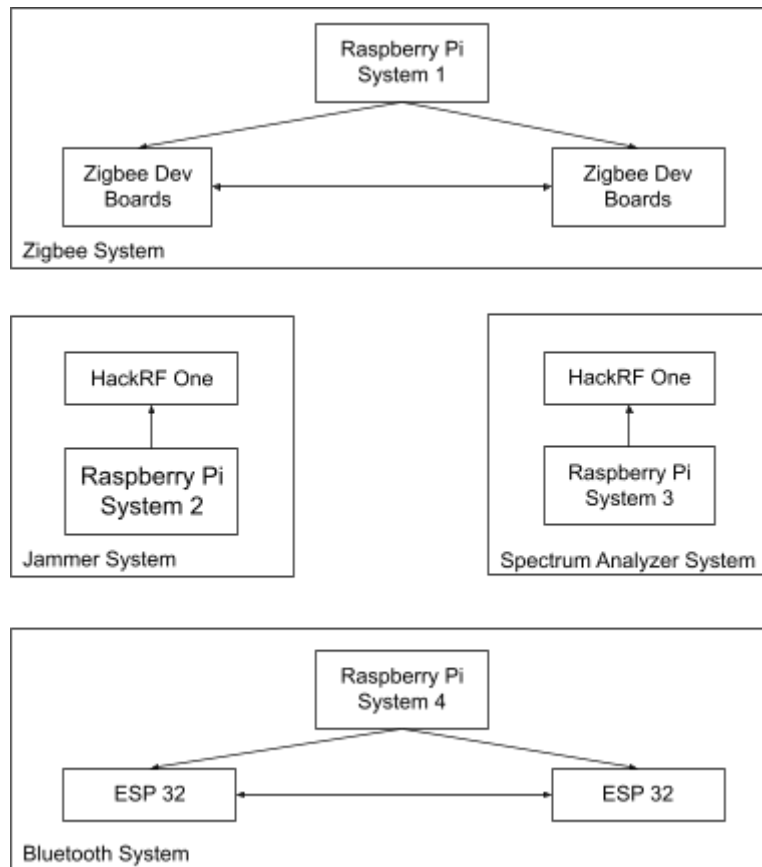 Raspberry Pi
System 1
Zigbee Dev
Boards
Zigbee Dev
Boards
Zigbee System
HackRF One
Raspberry Pi
System 2
Jammer System
HackRF One
Raspberry Pi
System 3
Spectrum Analyzer System
Raspberry Pi
System 4
ESP 32
ESP 32
Bluetooth System